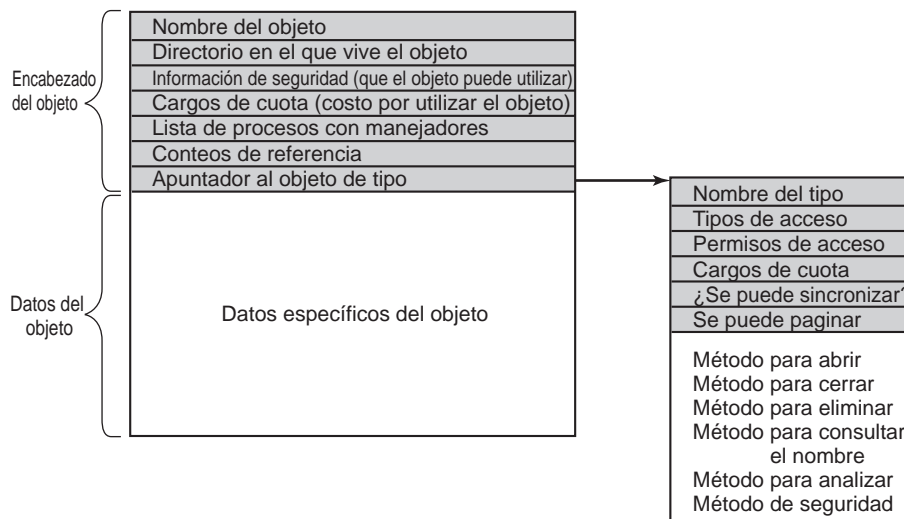 Nombre del objeto
Directorio en el que vive el objeto
Información de seguridad (que el objeto puede utilizar)
Cargos de cuota (costo por utilizar el objeto)
Lista de procesos con manejadores
Conteos de referencia
Apuntador al objeto de tipo
Encabezado
del objeto
Datos del
objeto
Datos específicos del objeto
Nombre del tipo
Tipos de acceso
Permisos de acceso
Cargos de cuota
¿Se puede sincronizar?
Se puede paginar
Método para abrir
Método para cerrar
Método para eliminar
Método para consultar
el nombre
Método para analizar
Método de seguridad